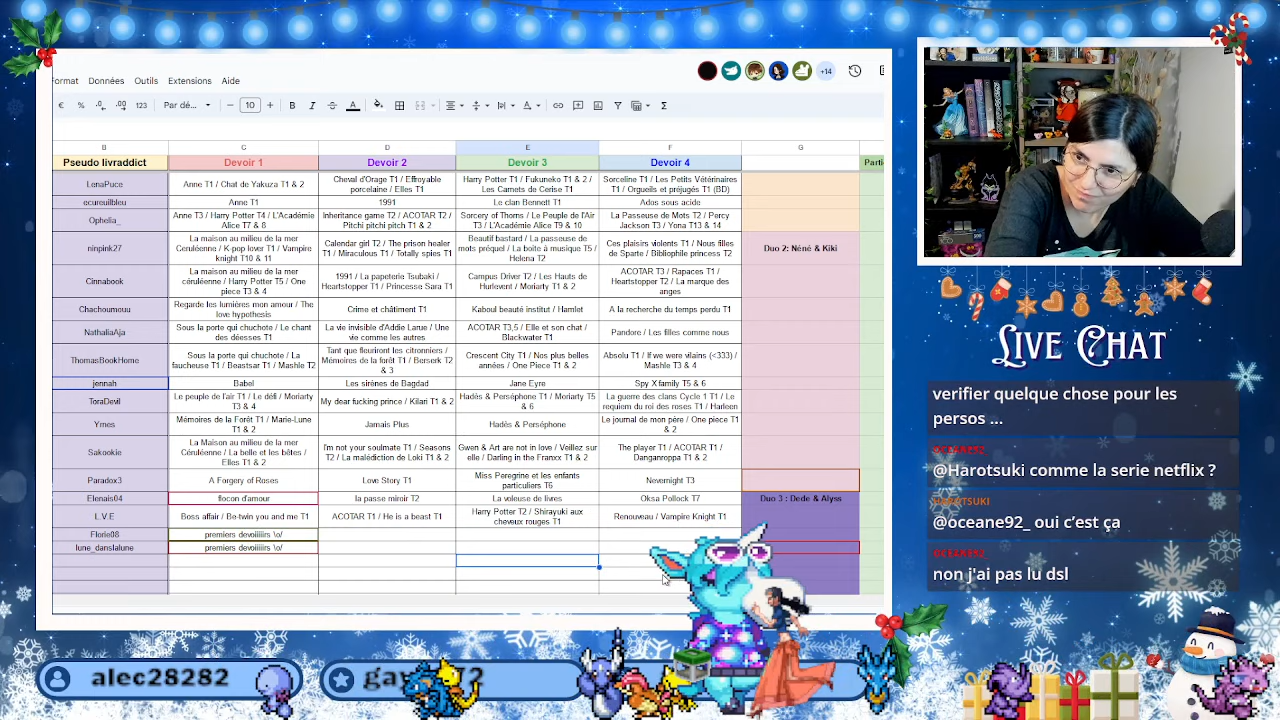 ormat Données Outils Extensions Aide
+14
€ % .0 .00 123 Par dé... − 10 + B I A Σ
B C D E F G
Pseudo livraddict Devoir 1 Devoir 2 Devoir 3 Devoir 4 Parti
LenaPuce
Anne T1 / Chat de Yakuza T1 & 2
Cheval d'Orage T1 / Effroyable
porcelaine / Elles T1
Harry Potter T1 / Fukuneko T1 & 2 /
Les Carnets de Cerise T1
Sorceline T1 / Les Petits Vétérinaires
T1 / Orgueils et préjugés T1 (BD)
ecureuilbleu
Anne T1
1991
Le clan Bennett T1
Ados sous acide
Ophelia_
Anne T3 / Harry Potter T4 / L'Académie
Alice T7 & 8
Inheritance game T2 / ACOTAR T2 /
Pitchi pitchi pitch T1 & 2
Sorcery of Thorns / Le Peuple de l'Air
T3 / L'Académie Alice T9 & 10
La Passeuse de Mots T2 / Percy
Jackson T3 / Yona T13 & 14
ninpink27
La maison au milieu de la mer
Ceruléenne / K-pop lover T1 / Vampire
knight T10 & 11
Calendar girl T2 / The prison healer
T1 / Miraculous T1 / Totally spies T1
Beautif bastard / La passeuse de
mots préquel / La boite à musique T5 /
Helena T2
Ces plaisirs violents T1 / Nous filles
de Sparte / Bibliophile princess T2
Duo 2: Néné & Kiki
Cinnabook
La maison au milieu de la mer
céruléenne / Harry Potter T5 / One
piece T3 & 4
1991 / La papeterie Tsubaki /
Heartstopper T1 / Princesse Sara T1
Campus Driver T2 / Les Hauts de
Hurlevent / Moriarty T1 & 2
ACOTAR T3 / Rapaces T1 /
Heartstopper T2 / La marque des
anges
Chachoumouu
Regarde les lumières mon amour / The
love hypothesis
Crime et châtiment T1
Kaboul beauté institut / Hamlet
A la recherche du temps perdu T1
NathaliaAja
Sous la porte qui chuchote / Le chant
des déesses T1
La vie invisible d'Addie Larue / Une
vie comme les autres
ACOTAR T3,5 / Elle et son chat /
Blackwater T1
Pandore / Les filles comme nous
ThomasBookHome
Sous la porte qui chuchote / La
faucheuse T1 / Beastsar T1 / Mashle T2
Tant que fleuriront les citronniers /
Mémoires de la forêt T1 / Berserk T2
& 3
Crescent City T1 / Nos plus belles
années / One Piece T1 & 2
Absolu T1 / If we were vilains (<333) /
Mashle T3 & 4
jennah
Babel
Les sirènes de Bagdad
Jane Eyre
Spy X family T5 & 6
ToraDevil
Le peuple de l'air T1 / Le défi / Moriarty
T3 & 4
My dear fucking prince / Kilari T1 & 2
Hadès & Perséphone T1 / Moriarty T5
& 6
La guerre des clans Cycle 1 T1 / Le
requiem du roi des roses T1 / Harleen
Ymes
Mémoires de la Forêt T1 / Marie-Lune
T1 & 2
Jamais Plus
Hadès & Perséphone
Le journal de mon père / One piece T1
& 2
Sakookie
La Maison au milieu de la mer
Céruléenne / La belle et les bêtes /
Elles T1 & 2
I'm not your soulmate T1 / Seasons
T2 / La malédiction de Loki T1 & 2
Gwen & Art are not in love / Veillez sur
elle / Darling in the Franxx T1 & 2
The player T1 / ACOTAR T1 /
Danganroppa T1 & 2
Paradox3
A Forgery of Roses
Love Story T1
Miss Peregrine et les enfants
particuliers T6
Nevernight T3
Elenais04
flocon d'amour
la passe miroir T2
La voleuse de livres
Oksa Pollock T7
Duo 3 : Dede & Alyss
L.V.E
Boss affair / Be-twin you and me T1
ACOTAR T1 / He is a beast T1
Harry Potter T2 / Shirayuki aux
cheveux rouges T1
Renouveau / Vampire Knight T1
Florie08
premiers devoiiiiirs \o/
lune_danslalune
premiers devoiiiiirs \o/
Live Chat
verifier quelque chose pour les
persos ...
OCEANE92_
@Harotsuki comme la serie netflix ?
HAROTSUKI
@oceane92_ oui c'est ça
OCEANE92_
non j'ai pas lu dsl
alec28282